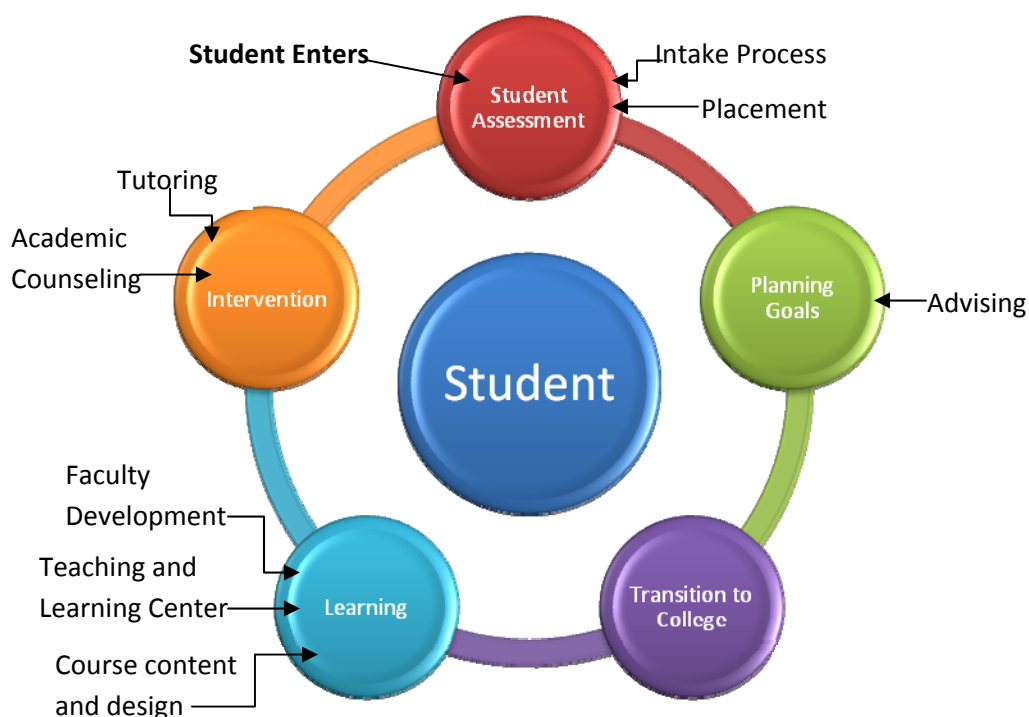 Student Enters
Intake Process
Student
Assessment
Placement
Tutoring
Academic
Counseling
Intervention
Planning
Goals
Advising
Student
Faculty
Development
Teaching and
Learning Center
Learning
Transition to
College
Course content
and design